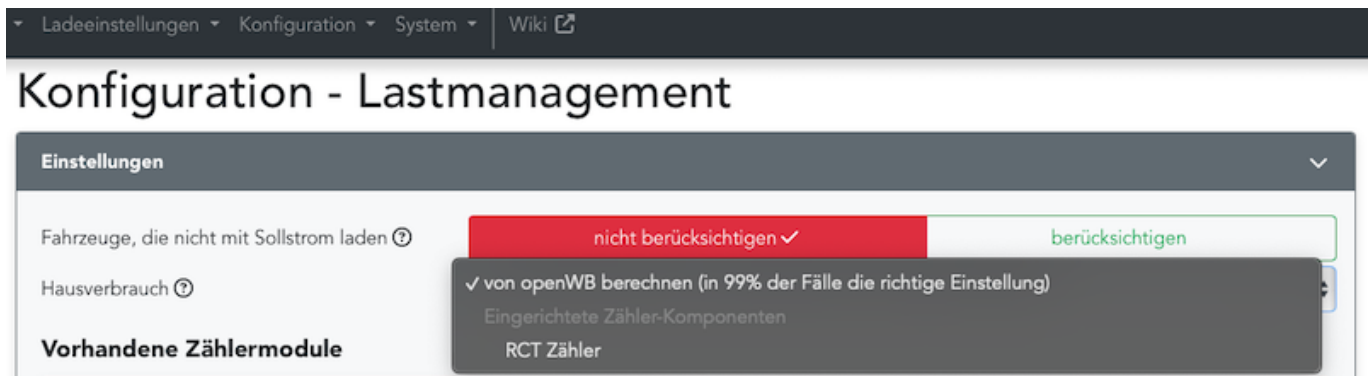 Ladeeinstellungen Konfiguration System Wiki
Konfiguration - Lastmanagement
Einstellungen
Fahrzeuge, die nicht mit Sollstrom laden nicht berücksichtigen ✓ berücksichtigen
Hausverbrauch ✓ von openWB berechnen (in 99% der Fälle die richtige Einstellung)
Eingerichtete Zähler-Komponenten
Vorhandene Zählermodule RCT Zähler